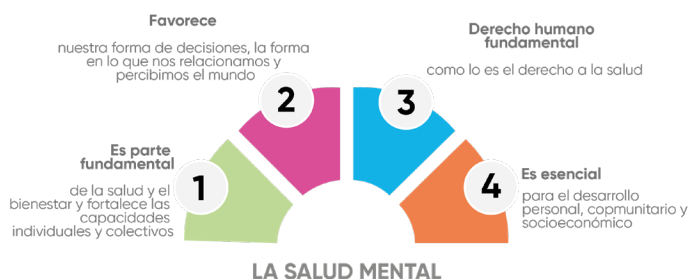 Favorece
nuestra forma de decisiones, la forma
en lo que nos relacionamos y
percibimos el mundo
Derecho humano
fundamental
como lo es el derecho a la salud
2
3
Es parte
fundamental
de la salud y el
bienestar y fortalece las
capacidades
individuales y colectivos
1
4
Es esencial
para el desarrollo
personal, copmunitario y
socioeconómico
LA SALUD MENTAL